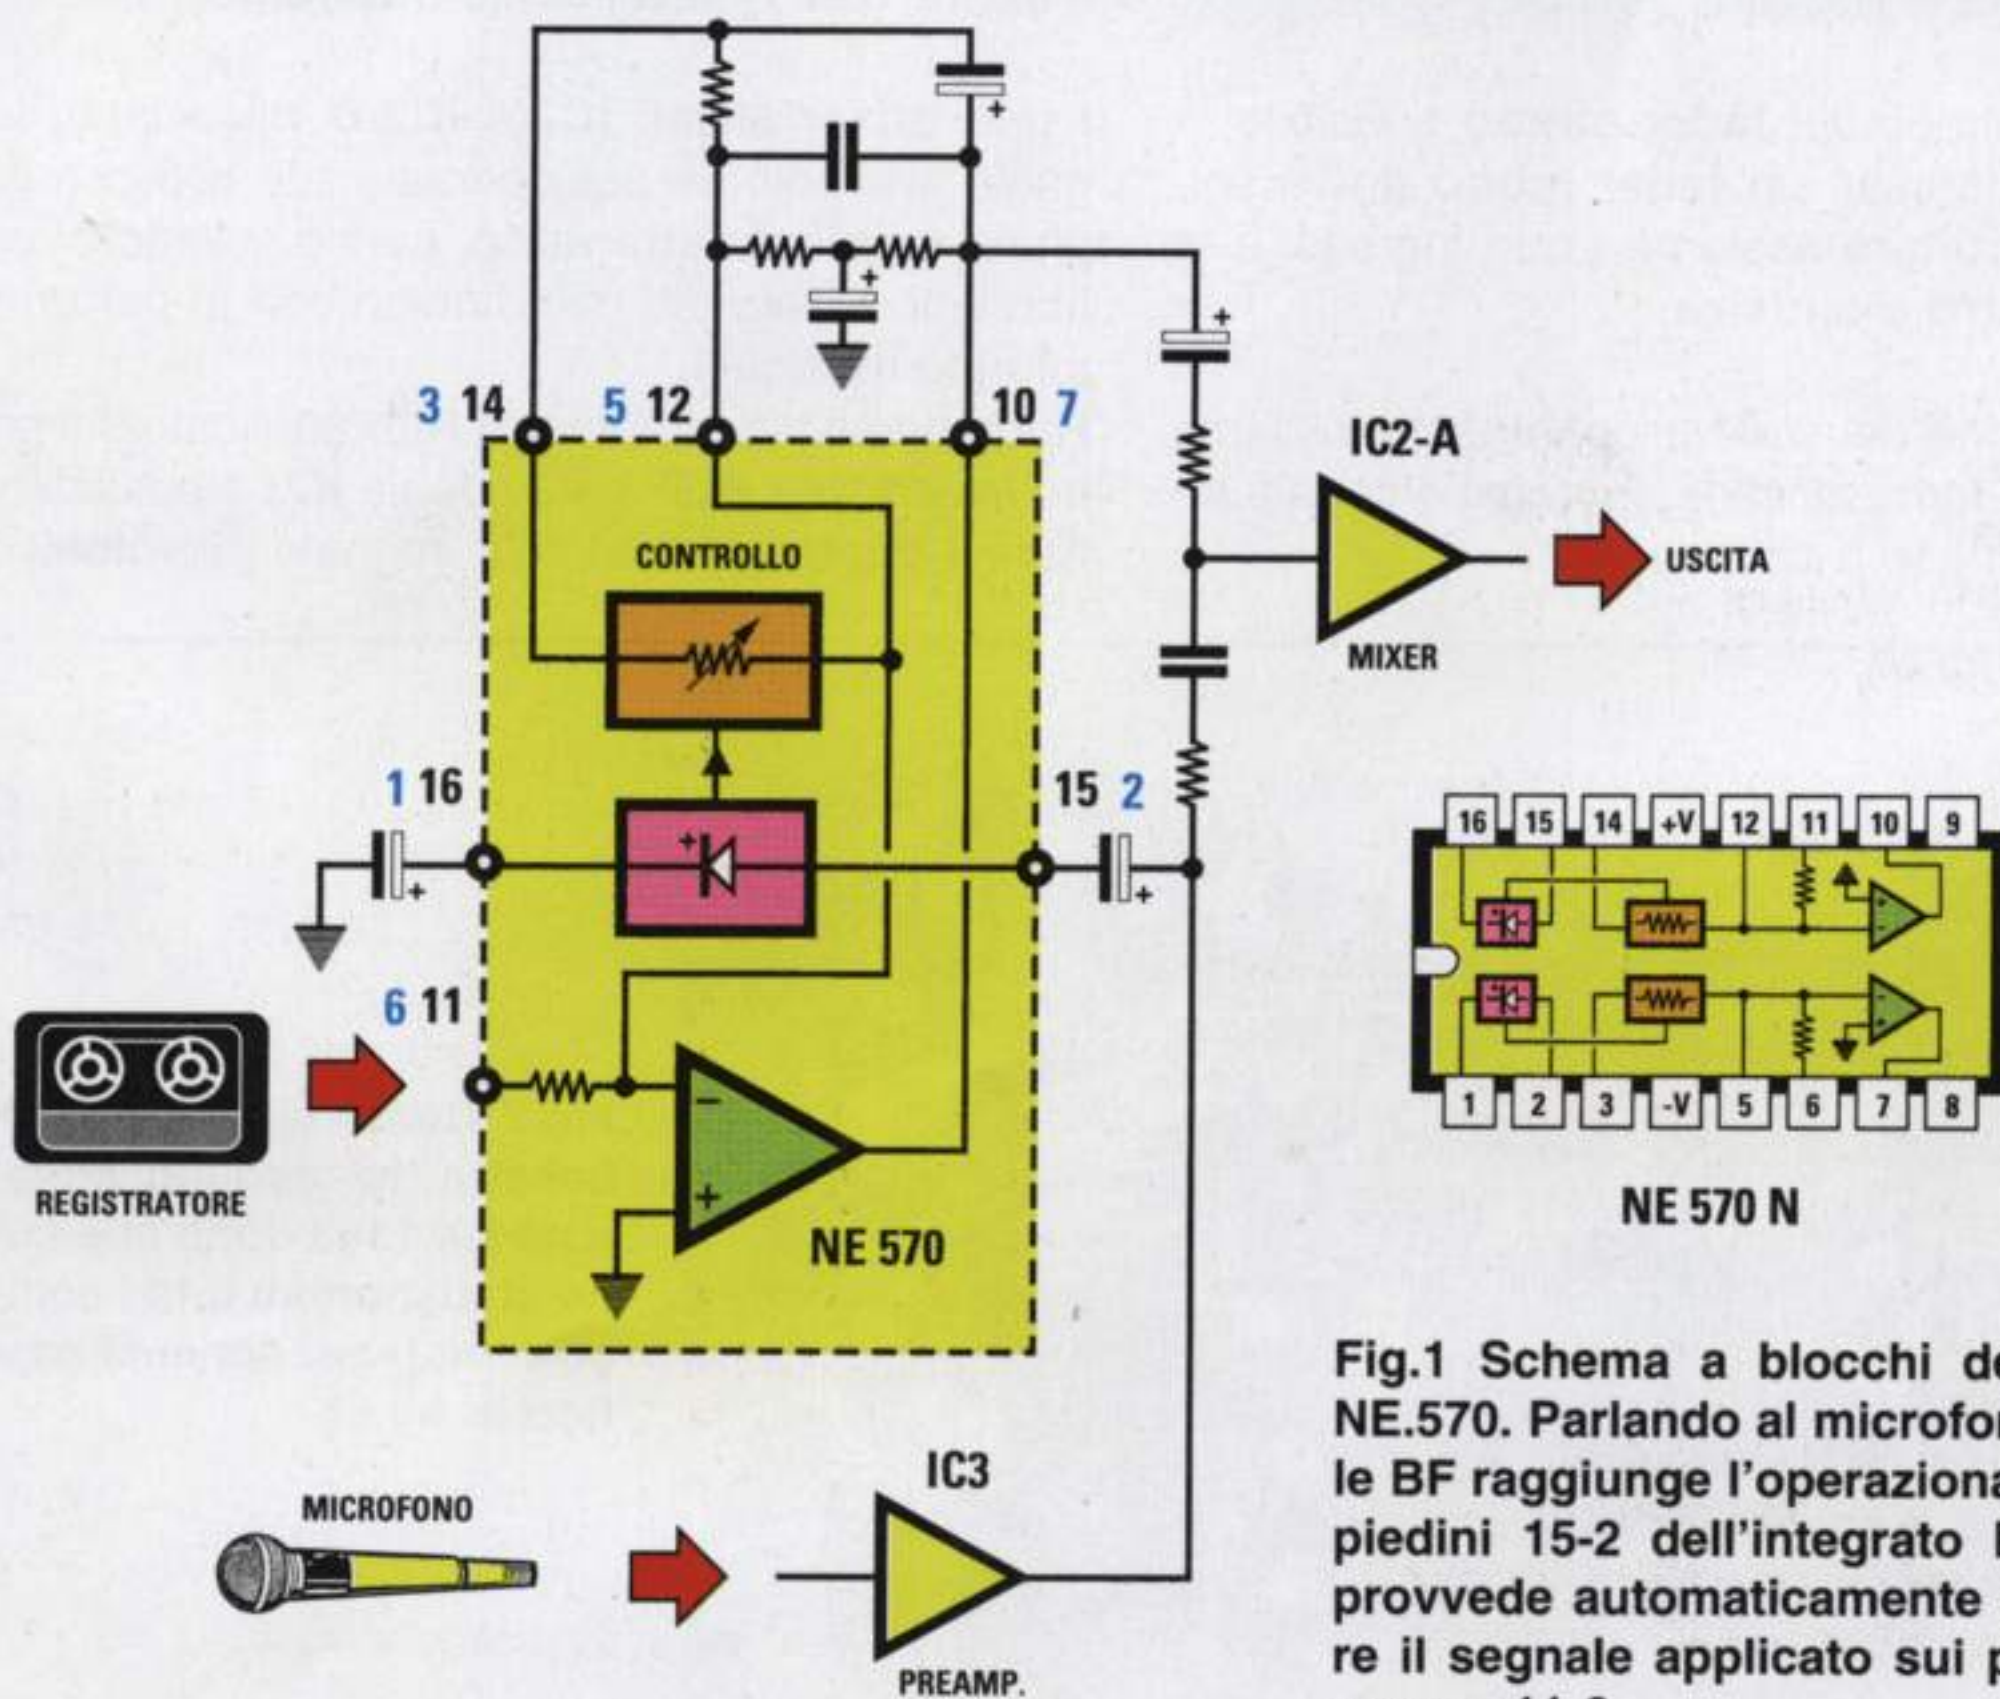 +
+
3 14
5 12
10 7
+
IC2-A
CONTROLLO
USCITA
MIXER
1 16
15 2
+
+
+
6 11
REGISTRATORE
−
+
NE 570
16 15 14 +V 12 11 10 9
1 2 3 -V 5 6 7 8
NE 570 N
MICROFONO
IC3
PREAMP.
Fig.1 Schema a blocchi
NE.570. Parlando al
le BF raggiunge
piedini 15-2 dell'integrato
provvede automaticamente
re il segnale applicato sui